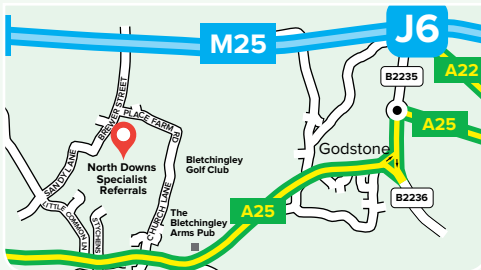 J6
M25
A22
B2235
A25
BREWER STREET
PLACE FARM RD
Godstone
SANDY LANE
North Downs
Specialist
Referrals
Bletchingley
Golf Club
B2236
LITTLE COMMON LN
STYCHENS
CHURCH LANE
The
Bletchingley
Arms Pub
A25